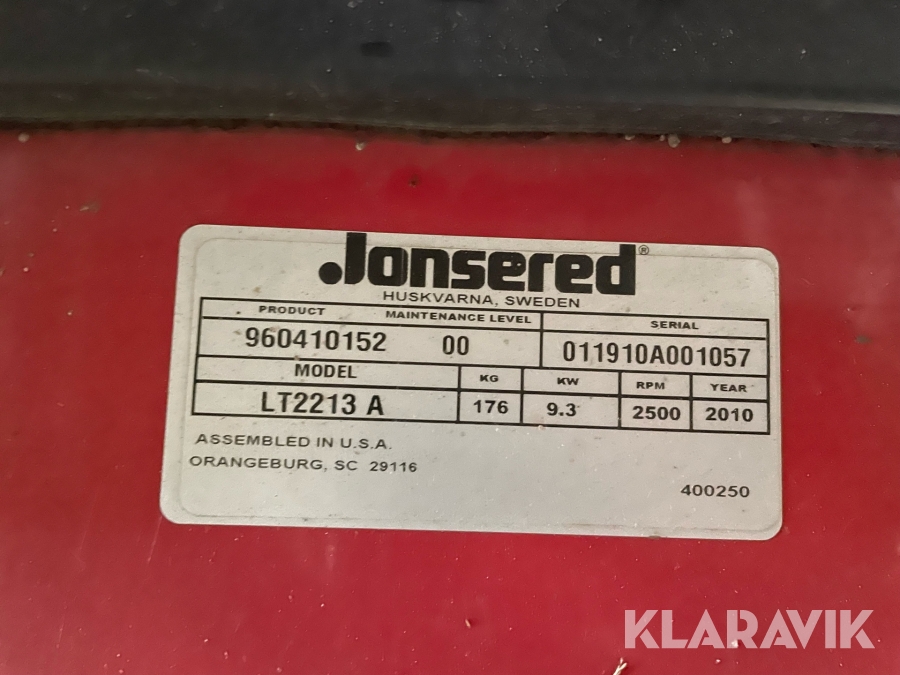 Jonsered®
HUSKVARNA, SWEDEN
PRODUCT MAINTENANCE LEVEL SERIAL
960410152 00 011910A001057
MODEL KG KW RPM YEAR
LT2213 A 176 9.3 2500 2010
ASSEMBLED IN U.S.A.
ORANGEBURG, SC 29116
400250
KLARAVIK